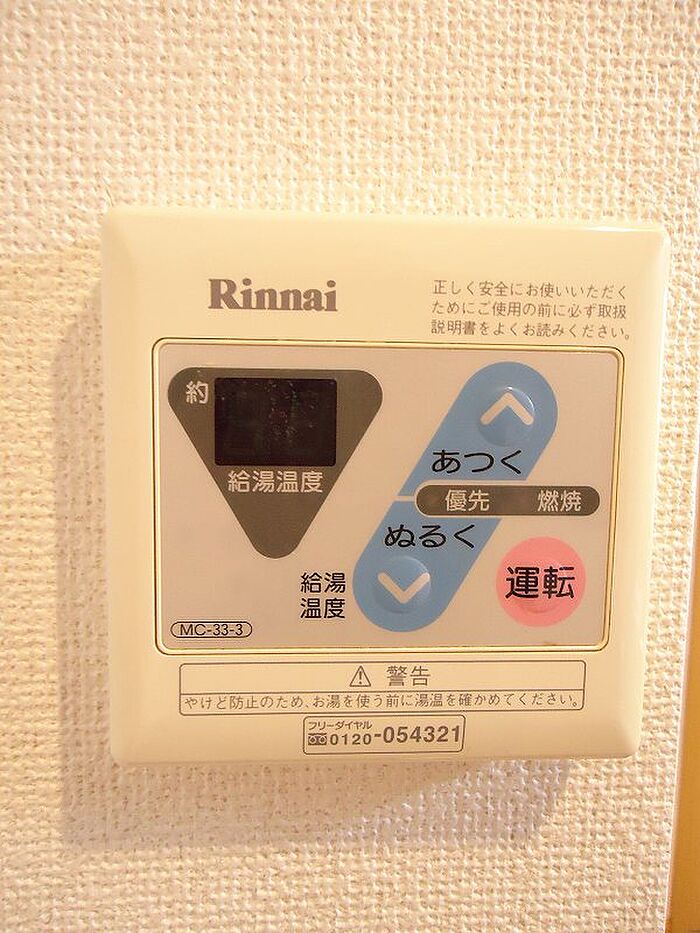 Rinnai
正しく安全にお使いいただく
ためにご使用の前に必ず取扱
説明書をよくお読みください。
約
給湯温度
あつく
優先 燃焼
ぬるく
給湯
温度
運転
MC-33-3
⚠ 警告
やけど防止のため、お湯を使う前に湯温を確かめてください。
フリーダイヤル
0120-054321